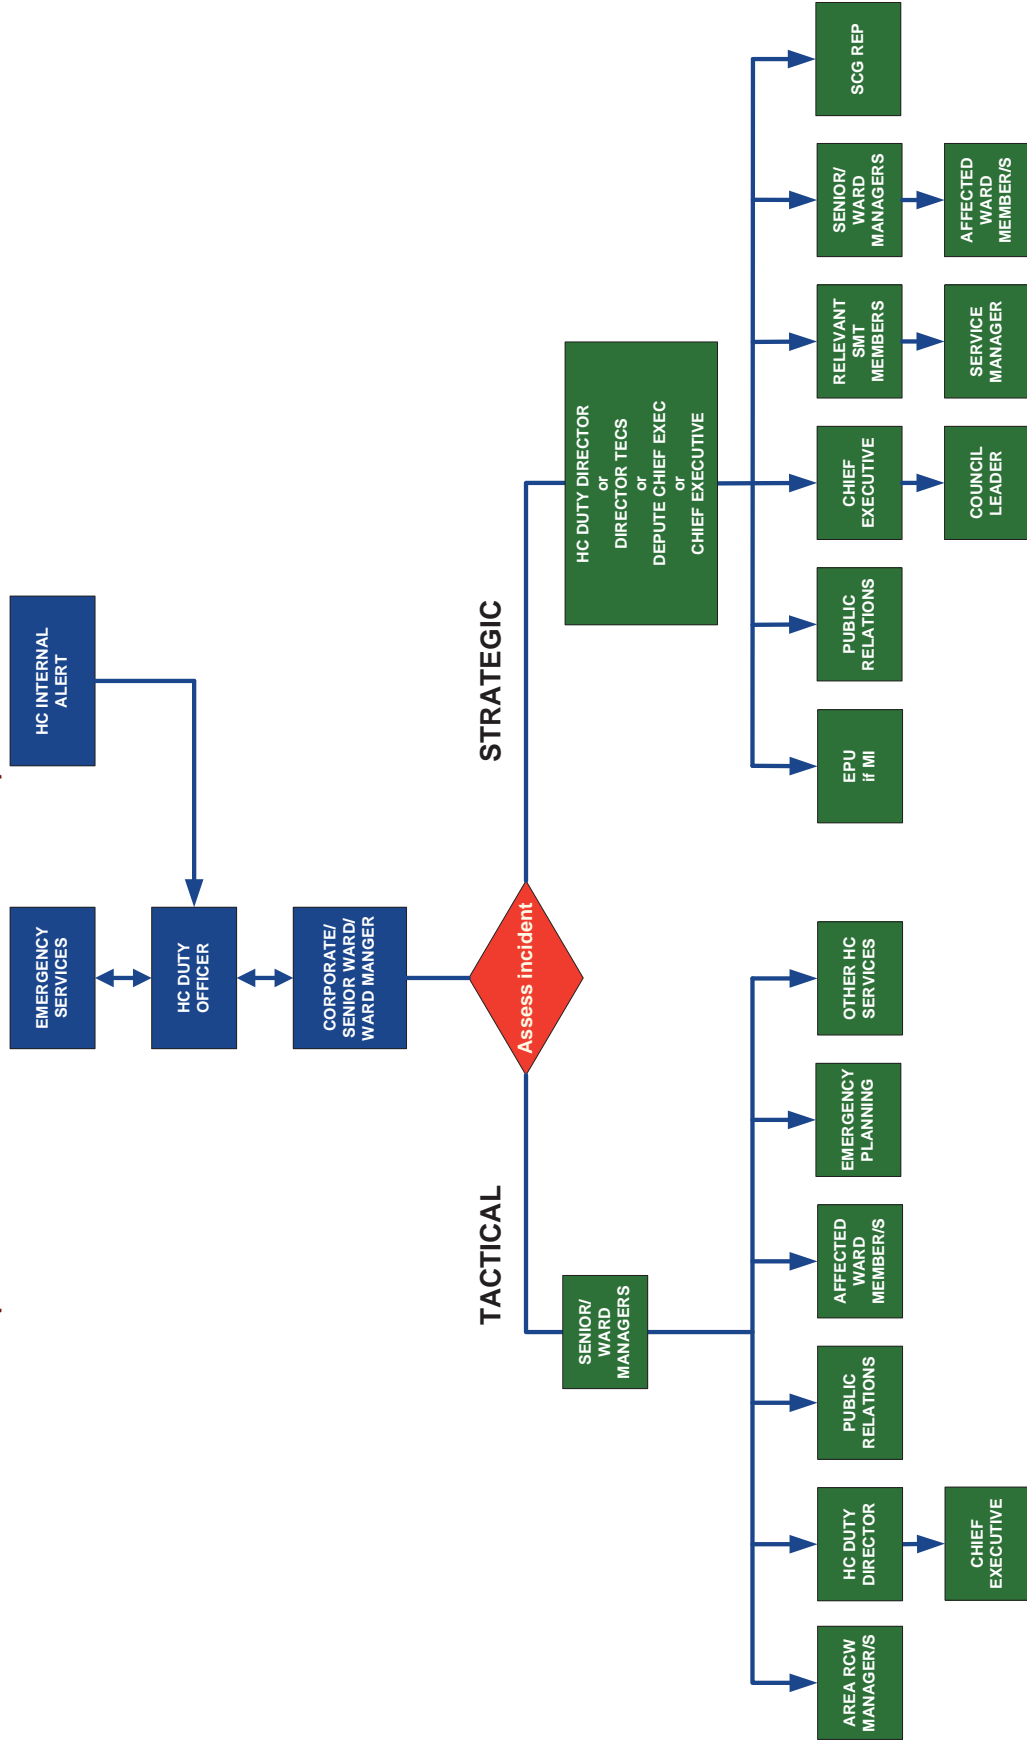 EMERGENCY
SERVICES
HC INTERNAL
ALERT
HC DUTY
OFFICER
CORPORATE/
SENIOR WARD/
WARD MANGER
Assess incident
TACTICAL
STRATEGIC
SENIOR/
WARD
MANAGERS
HC DUTY DIRECTOR
or
DIRECTOR TECS
or
DEPUTE CHIEF EXEC
or
CHIEF EXECUTIVE
AREA RCW
MANAGER/S
HC DUTY
DIRECTOR
PUBLIC
RELATIONS
AFFECTED
WARD
MEMBER/S
EMERGENCY
PLANNING
OTHER HC
SERVICES
EPU
if MI
PUBLIC
RELATIONS
CHIEF
EXECUTIVE
RELEVANT
SMT
MEMBERS
SENIOR/
WARD
MANAGERS
SCG REP
CHIEF
EXECUTIVE
COUNCIL
LEADER
SERVICE
MANAGER
AFFECTED
WARD
MEMBER/S